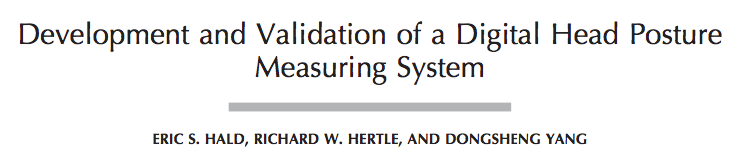 Development and Validation of a Digital Head Posture
Measuring System
ERIC S. HALD, RICHARD W. HERTLE, AND DONGSHENG YANG